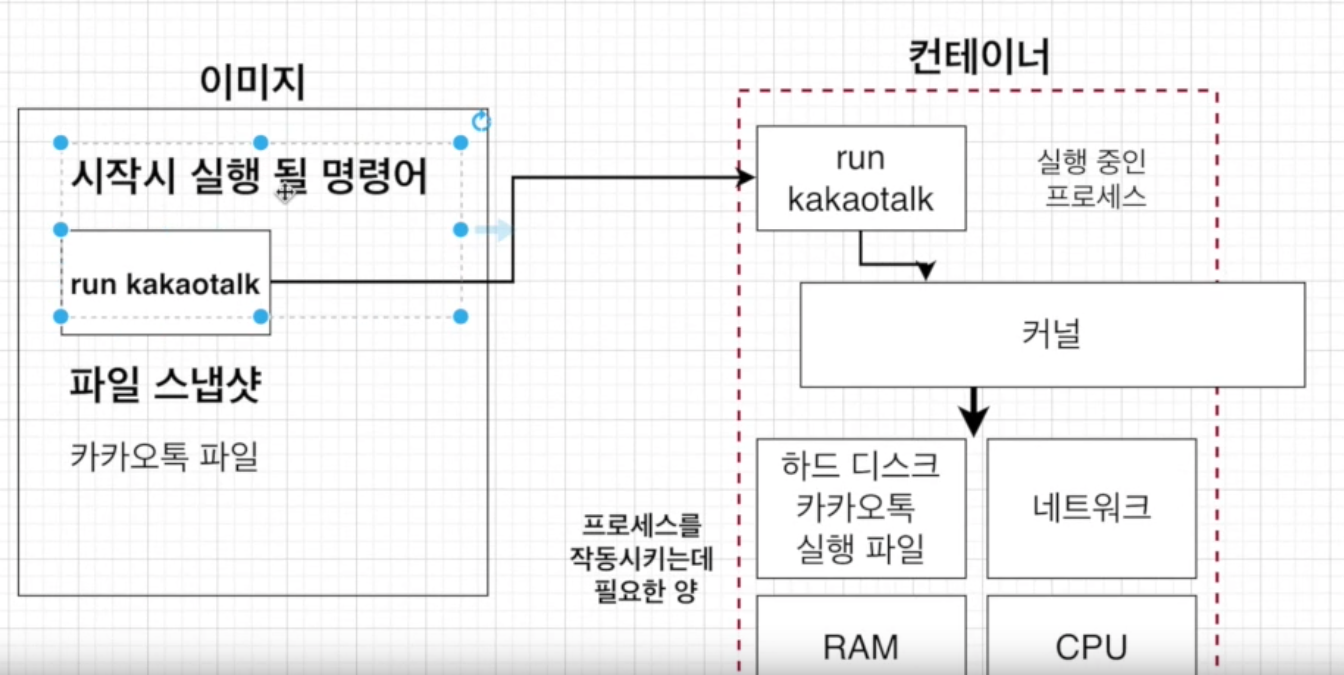 이미지
시작시 실행 될 명령어
run kakaotalk
파일 스냅샷
카카오톡 파일
컨테이너
run
kakaotalk
실행 중인
프로세스
커널
하드 디스크
카카오톡
실행 파일
네트워크
프로세스를
작동시키는데
필요한 양
RAM
CPU